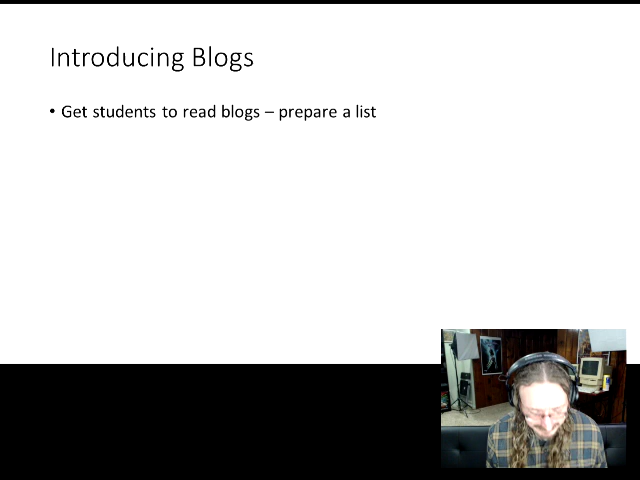 Introducing Blogs
• Get students to read blogs – prepare a list